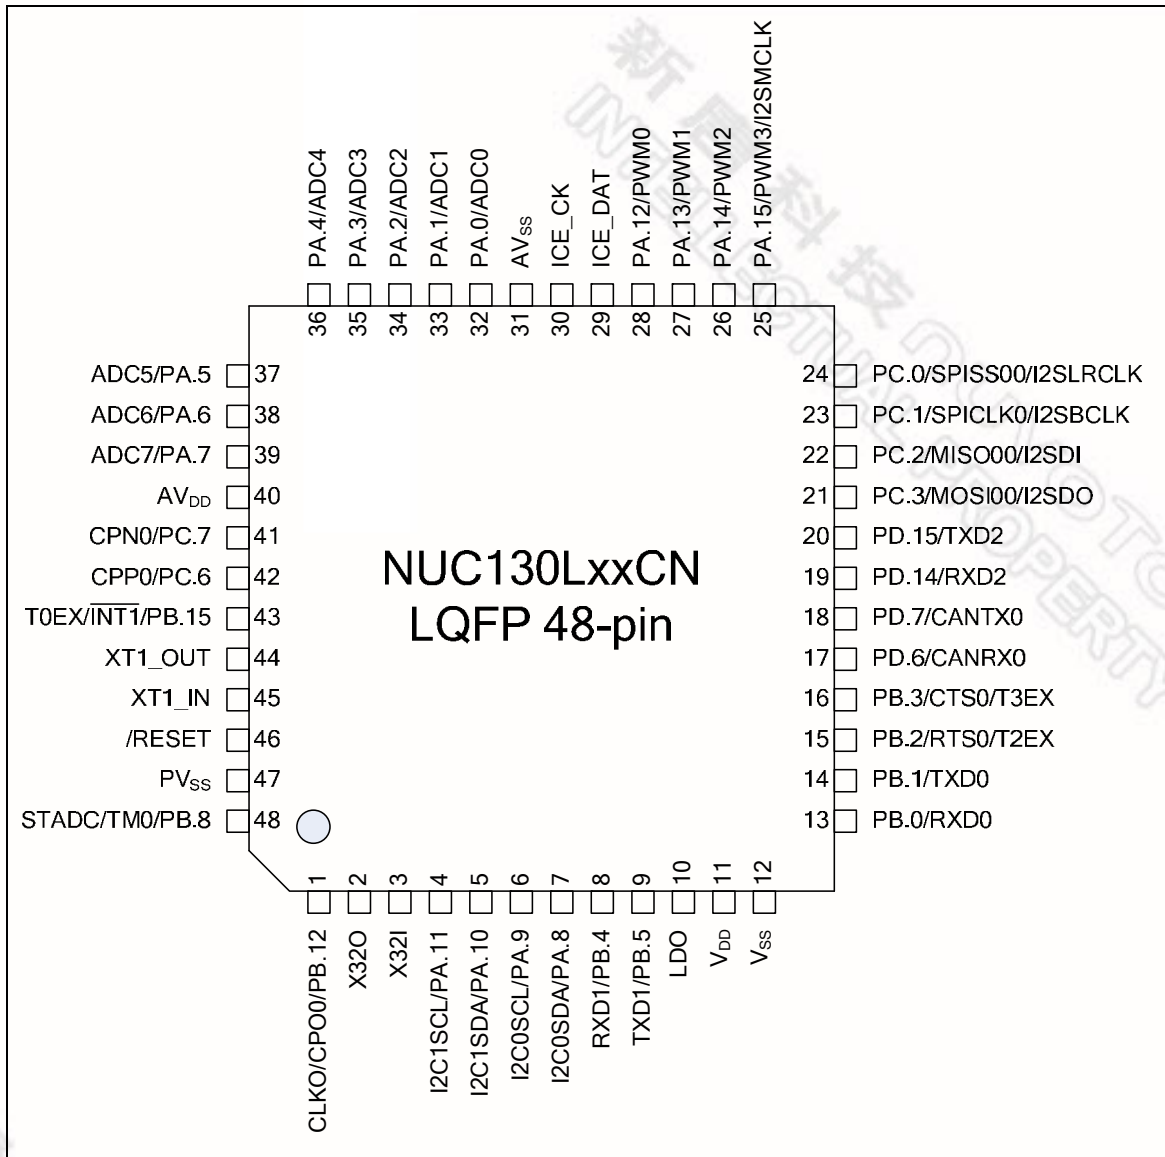 PA.4/ADC4
PA.3/ADC3
PA.2/ADC2
PA.1/ADC1
PA.0/ADC0
AVSS
ICE_CK
ICE_DAT
PA.12/PWM0
PA.13/PWM1
PA.14/PWM2
PA.15/PWM3/I2SMCLK
36
35
34
33
32
31
30
29
28
27
26
25
ADC5/PA.5 37
ADC6/PA.6 38
ADC7/PA.7 39
AVDD 40
CPN0/PC.7 41
CPP0/PC.6 42
T0EX/INT1/PB.15 43
XT1_OUT 44
XT1_IN 45
/RESET 46
PVSS 47
STADC/TM0/PB.8 48
NUC130LxxCN
LQFP 48-pin
24 PC.0/SPISS00/I2SLRCLK
23 PC.1/SPICLK0/I2SBCLK
22 PC.2/MISO00/I2SDI
21 PC.3/MOSI00/I2SDO
20 PD.15/TXD2
19 PD.14/RXD2
18 PD.7/CANTX0
17 PD.6/CANRX0
16 PB.3/CTS0/T3EX
15 PB.2/RTS0/T2EX
14 PB.1/TXD0
13 PB.0/RXD0
1
2
3
4
5
6
7
8
9
10
11
12
CLKO/CPO0/PB.12
X32O
X32I
I2C1SCL/PA.11
I2C1SDA/PA.10
I2C0SCL/PA.9
I2C0SDA/PA.8
RXD1/PB.4
TXD1/PB.5
LDO
VDD
VSS
新唐科技 nuvoTo
INTELLECTUAL PROPERTY